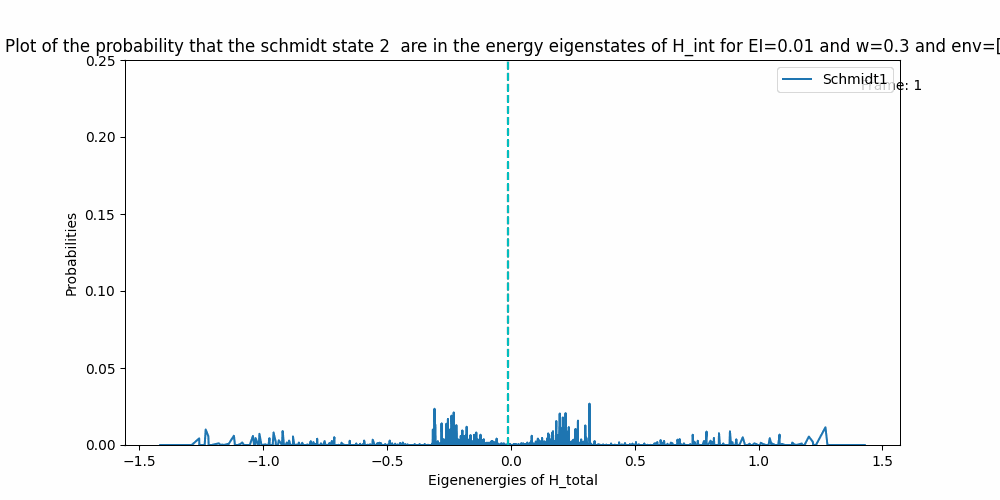 Plot of the probability that the schmidt state 2  are in the energy eigenstates of H_int for EI=0.01 and w=0.3 and env=[
0.25
Schmidt1
Frame: 1
0.20
0.15
Probabilities
0.10
0.05
0.00
−1.5 −1.0 −0.5 0.0 0.5 1.0 1.5
Eigenenergies of H_total